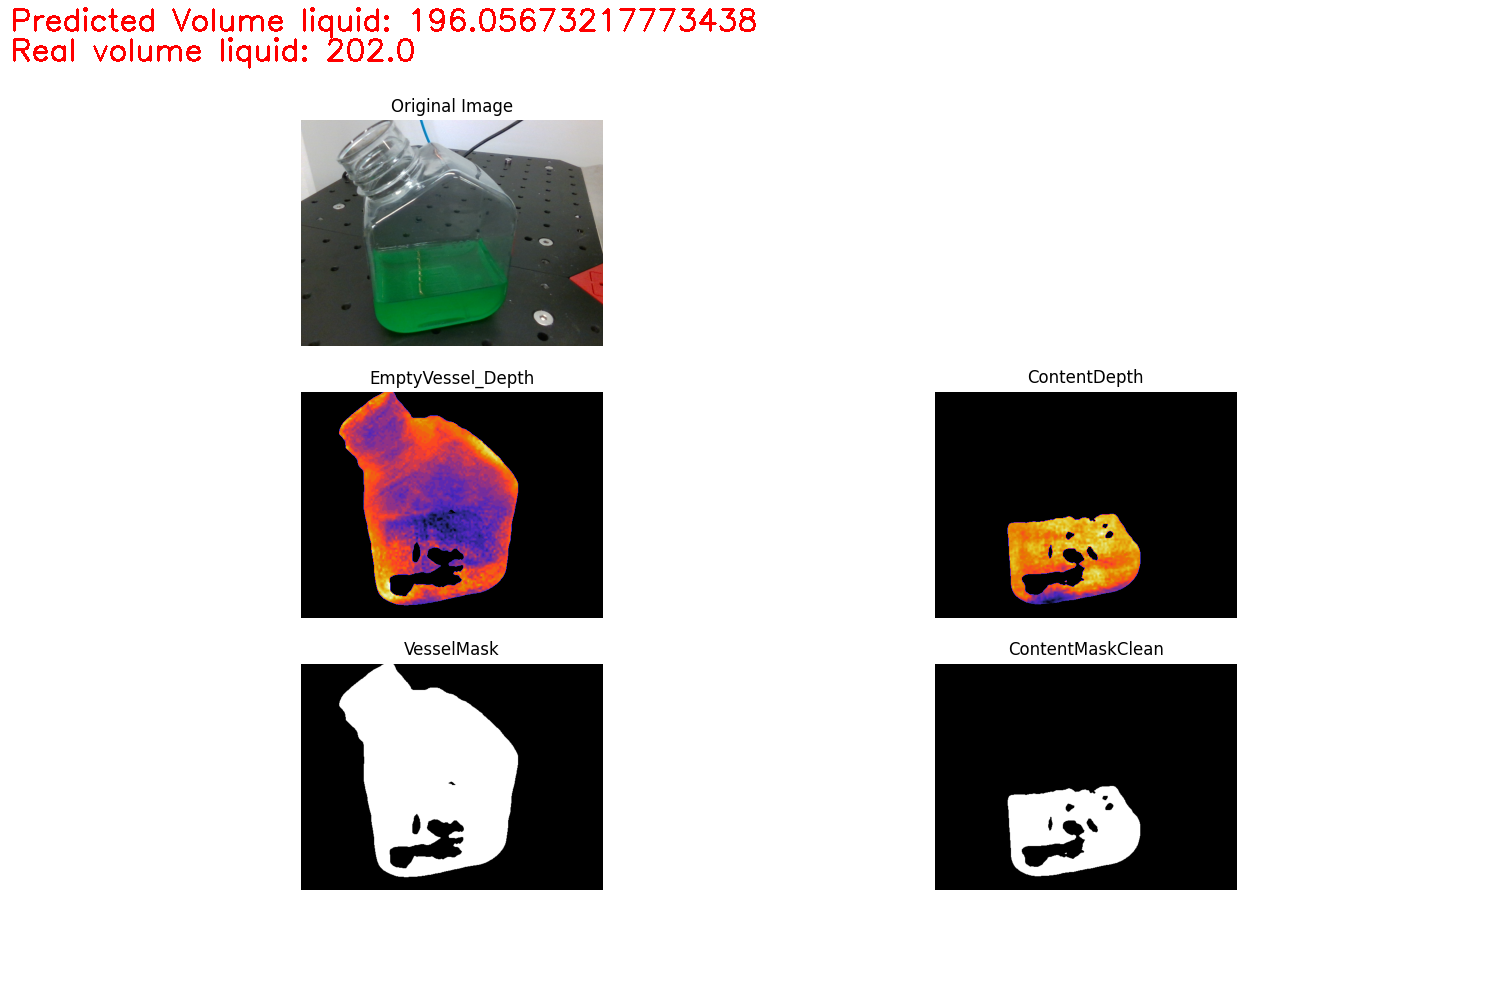 Predicted Volume liquid: 196.05673217773438
Real volume liquid: 202.0
Original Image
EmptyVessel_Depth
ContentDepth
VesselMask
ContentMaskClean